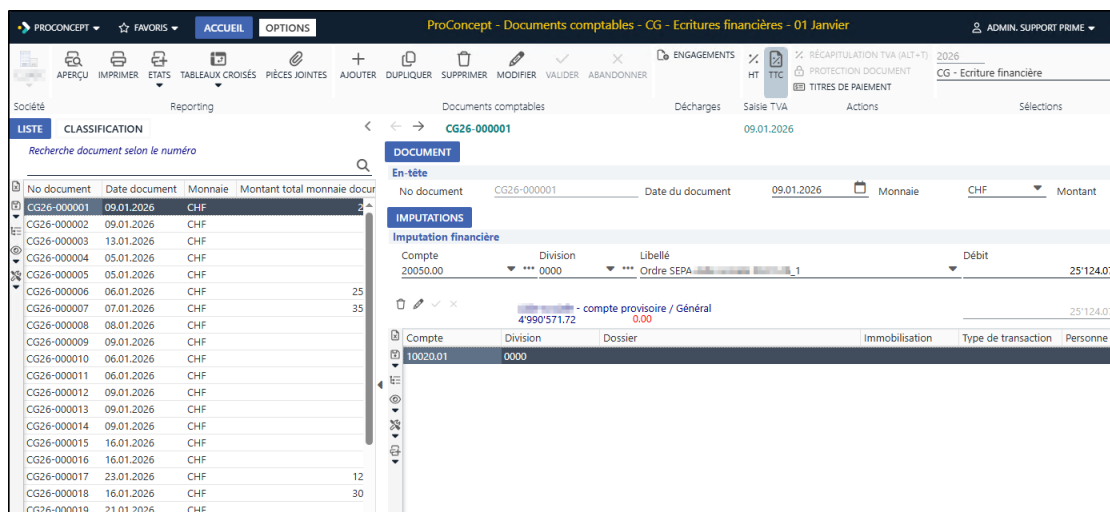 PROCONCEPT FAVORIS ACCUEIL OPTIONS ProConcept - Documents comptables - CG - Ecritures financières - 01 Janvier ADMIN. SUPPORT PRIME
APERÇU IMPRIMER ETATS TABLEAUX CROISÉS PIÈCES JOINTES AJOUTER DUPLIQUER SUPPRIMER MODIFIER VALIDER ABANDONNER
ENGAGEMENTS
HT TTC
RÉCAPITULATION TVA (ALT+T)
PROTECTION DOCUMENT
TITRES DE PAIEMENT
2026
CG - Ecriture financière
Société Reporting Documents comptables Décharges Saisie TVA Actions Sélections
LISTE CLASSIFICATION
Recherche document selon le numéro
No document Date document Monnaie Montant total monnaie docur
CG26-000001 09.01.2026 CHF 2
CG26-000002 09.01.2026 CHF
CG26-000003 13.01.2026 CHF
CG26-000004 05.01.2026 CHF
CG26-000005 05.01.2026 CHF
CG26-000006 06.01.2026 CHF 25
CG26-000007 07.01.2026 CHF 35
CG26-000008 08.01.2026 CHF
CG26-000009 09.01.2026 CHF
CG26-000010 06.01.2026 CHF
CG26-000011 06.01.2026 CHF
CG26-000012 09.01.2026 CHF
CG26-000013 09.01.2026 CHF
CG26-000014 09.01.2026 CHF
CG26-000015 16.01.2026 CHF
CG26-000016 16.01.2026 CHF
CG26-000017 23.01.2026 CHF 12
CG26-000018 16.01.2026 CHF 30
CG26-000019 21.01.2026 CHF
CG26-000001 09.01.2026
DOCUMENT
En-tête
No document CG26-000001 Date du document 09.01.2026 Monnaie CHF Montant
IMPUTATIONS
Imputation financière
Compte Division Libellé Débit
20050.00 0000 Ordre SEPA _1 25'124.07
- compte provisoire / Général
4'990'571.72 0.00 25'124.07
Compte Division Dossier Immobilisation Type de transaction Personne
10020.01 0000